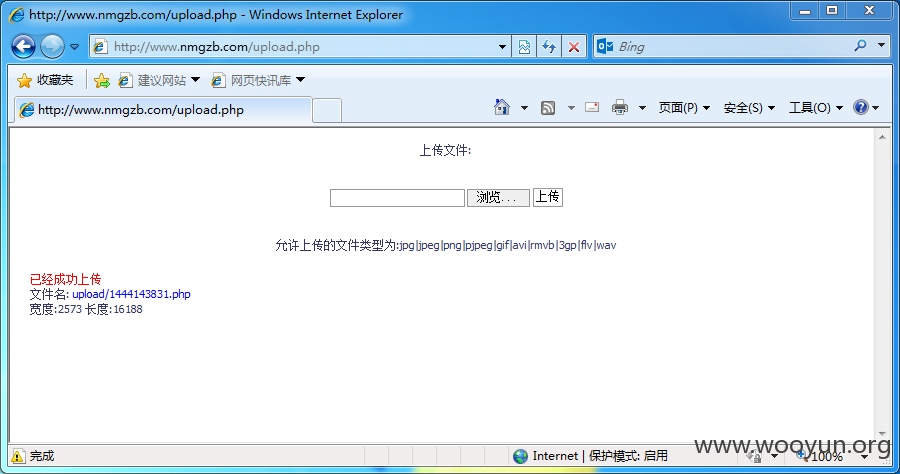 http://www.nmgzb.com/upload.php - Windows Internet Explorer
http://www.nmgzb.com/upload.php
Bing
收藏夹 建议网站 网页快讯库
http://www.nmgzb.com/upload.php
页面(P) 安全(S) 工具(O)
上传文件:
浏览... 上传
允许上传的文件类型为:jpg|jpeg|png|pjpeg|gif|avi|rmvb|3gp|flv|wav
已经成功上传
文件名: upload/1444143831.php
宽度:2573 长度:16188
www.wooyun.org
完成 Internet | 保护模式: 启用 100%